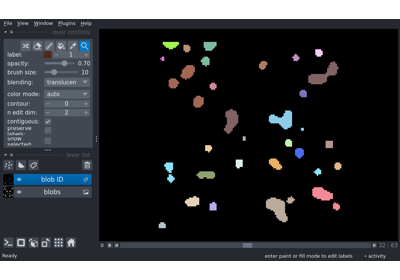 File View Window Plugins Help
layer controls
label: 1
opacity: 0.70
brush size: 10
blending: translucen
color mode: auto
contour: 0
n edit dim: 2
contiguous:
preserve labels:
show selected:
layer list
blob ID
blobs
0 32 63
Ready enter paint or fill mode to edit labels activity